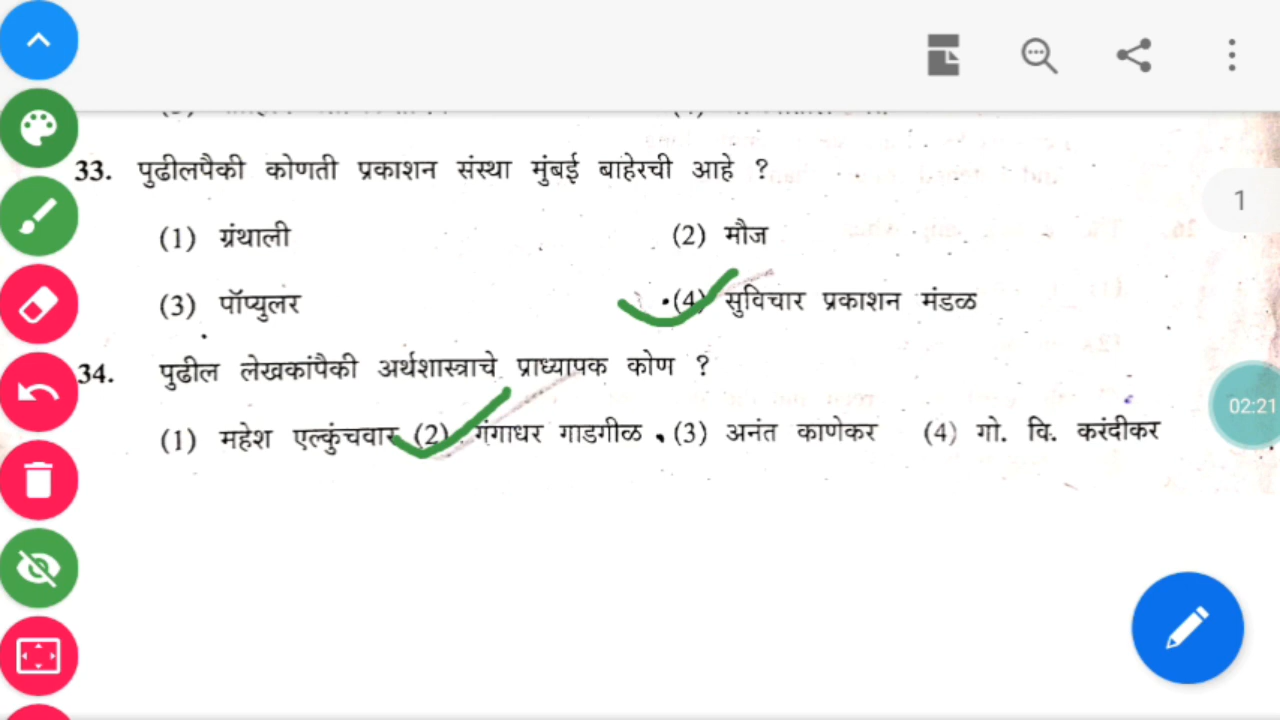 1
33. पुढीलपैकी कोणती प्रकाशन संस्था मुंबई बाहेरची आहे ?
(1) ग्रंथाली (2) मौज
(3) पॉप्युलर (4) सुविचार प्रकाशन मंडळ
34. पुढील लेखकांपैकी अर्थशास्त्राचे प्राध्यापक कोण ?
02:21
(1) महेश एल्कुंचवार (2) गंगाधर गाडगीळ (3) अनंत काणेकर (4) गो. वि. करंदीकर